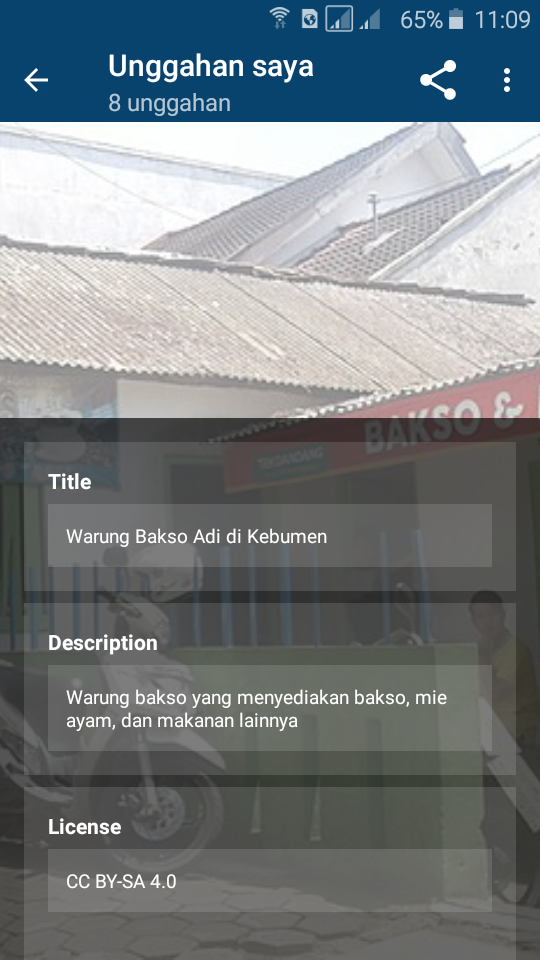 65% 11:09
Unggahan saya
8 unggahan
BAKSO &
Title
Warung Bakso Adi di Kebumen
Description
Warung bakso yang menyediakan bakso, mie
ayam, dan makanan lainnya
License
CC BY-SA 4.0